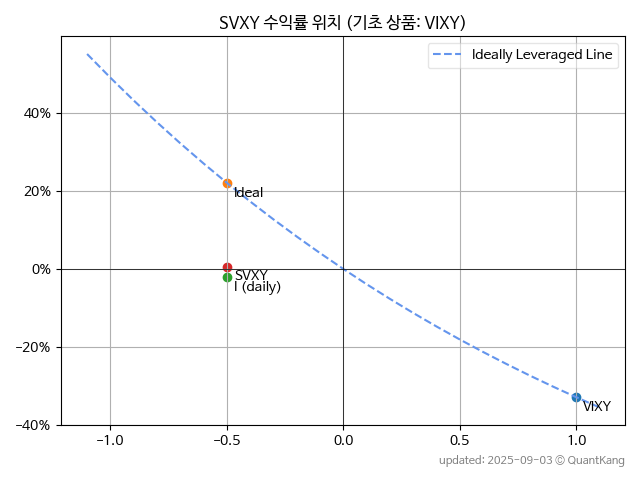 SVXY 수익률 위치 (기초 상품: VIXY)
Ideally Leveraged Line
40%
20%
0%
−20%
−40%
Ideal
SVXY
I (daily)
VIXY
−1.0
−0.5
0.0
0.5
1.0
updated: 2025-09-03 © QuantKang